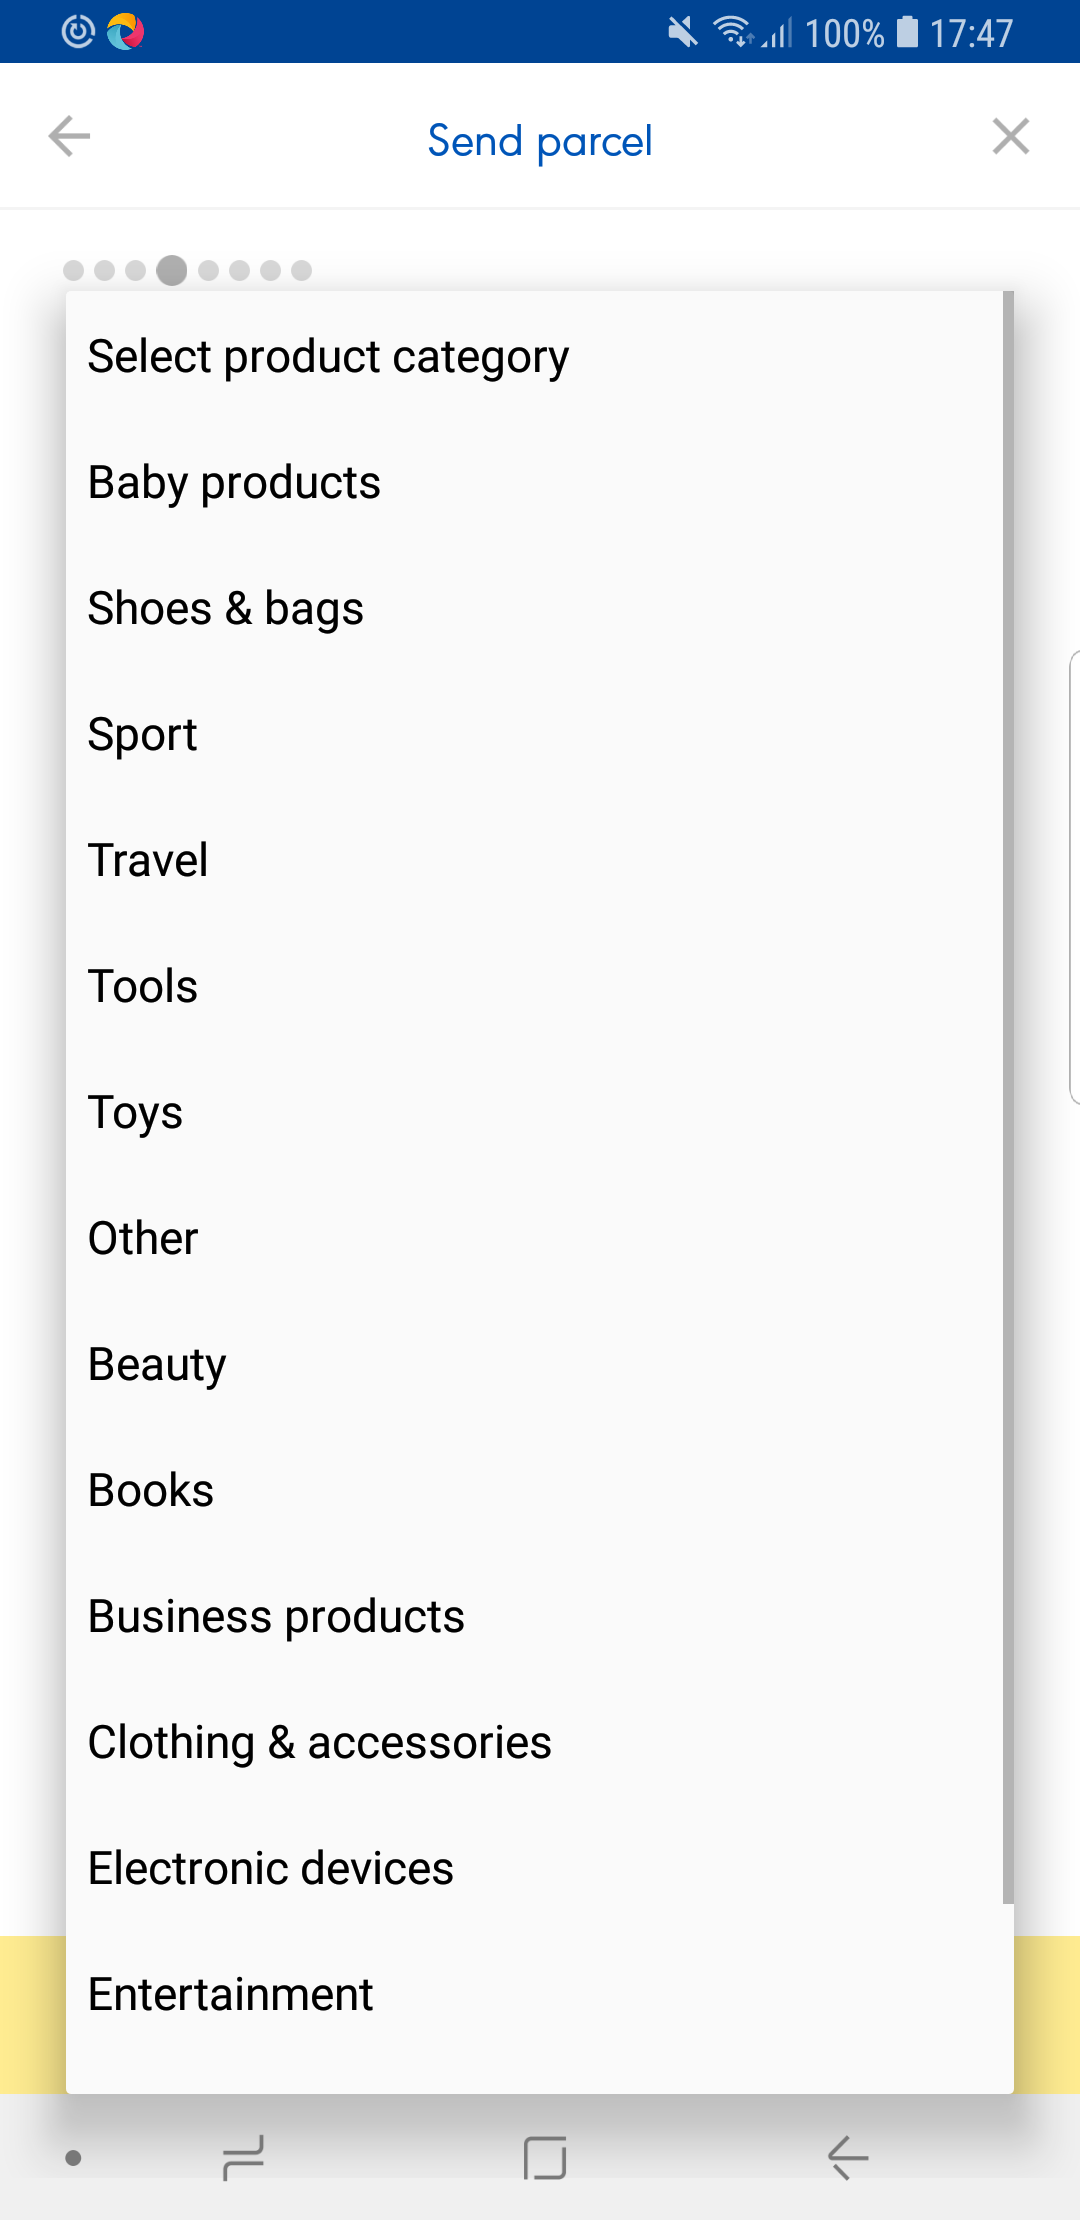 100% 17:47
Send parcel
Select product category
Baby products
Shoes & bags
Sport
Travel
Tools
Toys
Other
Beauty
Books
Business products
Clothing & accessories
Electronic devices
Entertainment